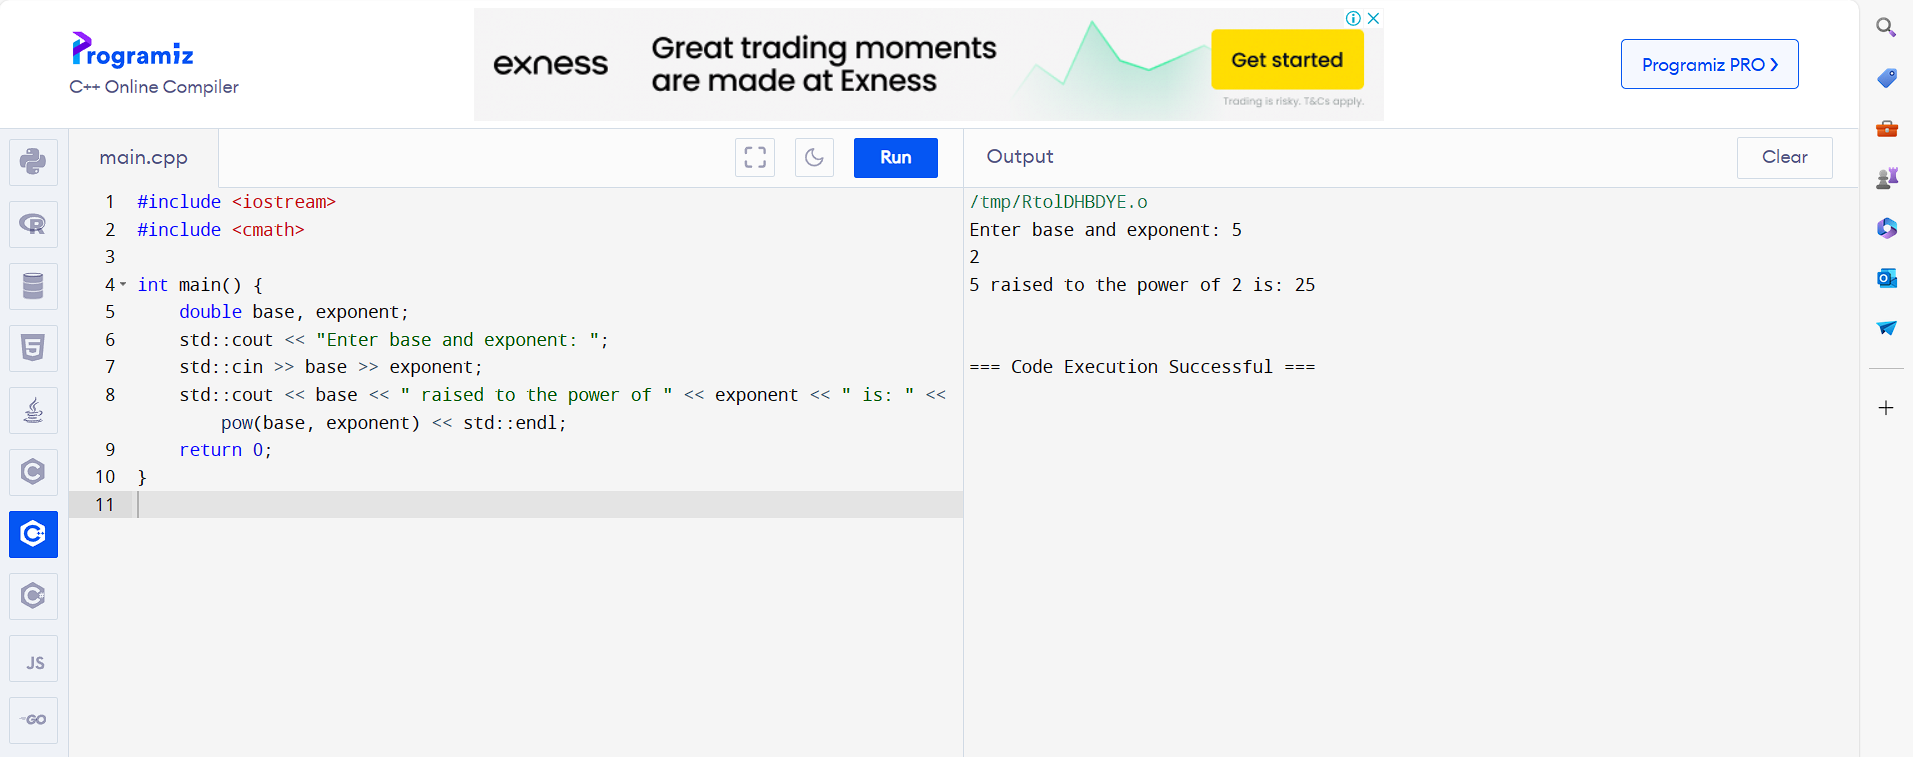 Programiz
C++ Online Compiler
exness
Great trading moments
are made at Exness
Get started
Trading is risky. T&Cs apply.
Programiz PRO
main.cpp
Run
Output
Clear
1 #include <iostream>
2 #include <cmath>
3
4 int main() {
5 double base, exponent;
6 std::cout << "Enter base and exponent: ";
7 std::cin >> base >> exponent;
8 std::cout << base << " raised to the power of " << exponent << " is: " <<
pow(base, exponent) << std::endl;
9 return 0;
10 }
11
/tmp/RtolDHBDYE.o
Enter base and exponent: 5
2
5 raised to the power of 2 is: 25
=== Code Execution Successful ===
R
5
C
C++
C#
JS
GO